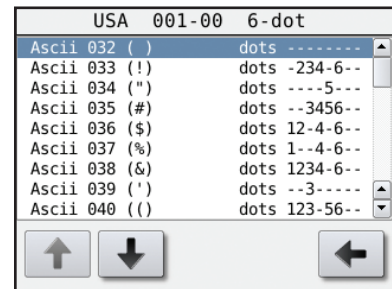 USA 001-00 6-dot
Ascii 032 ( ) dots --------
Ascii 033 (!) dots -234-6--
Ascii 034 (") dots ----5---
Ascii 035 (#) dots --3456--
Ascii 036 ($) dots 12-4-6--
Ascii 037 (%) dots 1--4-6--
Ascii 038 (&) dots 1234-6--
Ascii 039 (') dots --3-----
Ascii 040 (() dots 123-56--